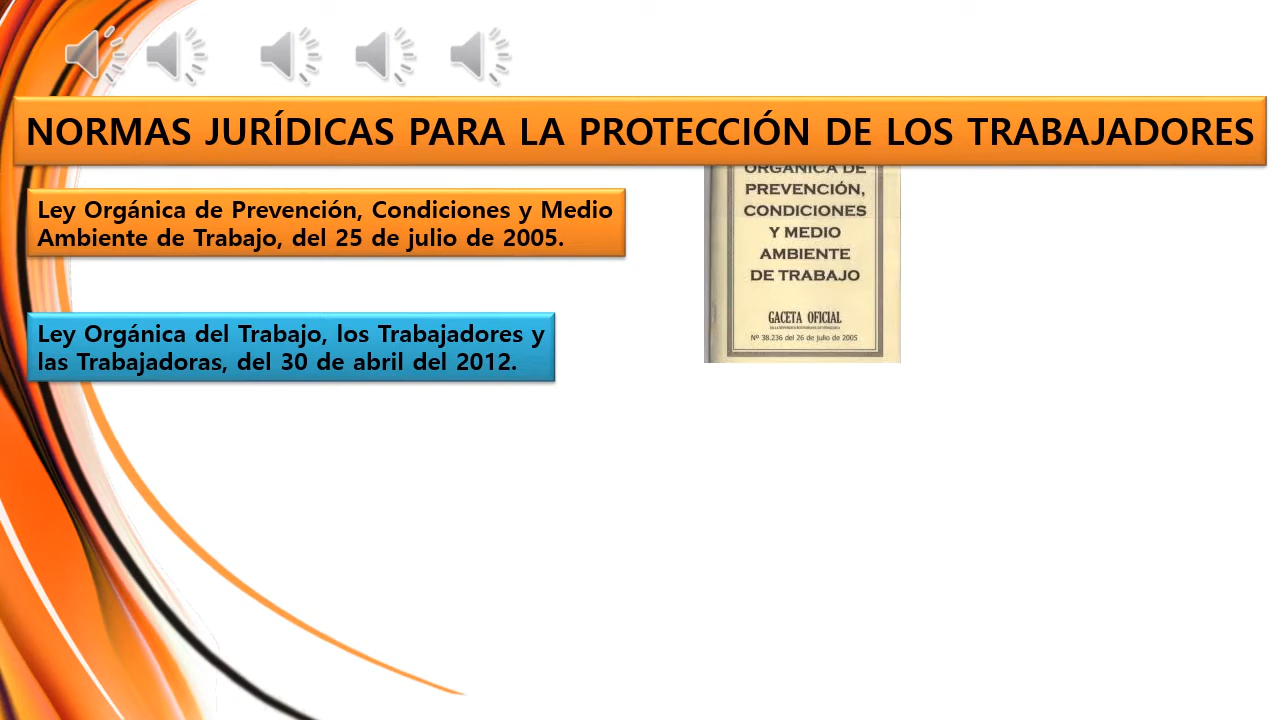 NORMAS JURÍDICAS PARA LA PROTECCIÓN DE LOS TRABAJADORES
Ley Orgánica de Prevención, Condiciones y Medio
Ambiente de Trabajo, del 25 de julio de 2005.
Ley Orgánica del Trabajo, los Trabajadores y
las Trabajadoras, del 30 de abril del 2012.
ORGÁNICA DE
PREVENCIÓN,
CONDICIONES
Y MEDIO
AMBIENTE
DE TRABAJO
GACETA OFICIAL
Nº 38.236 del 26 de julio de 2005